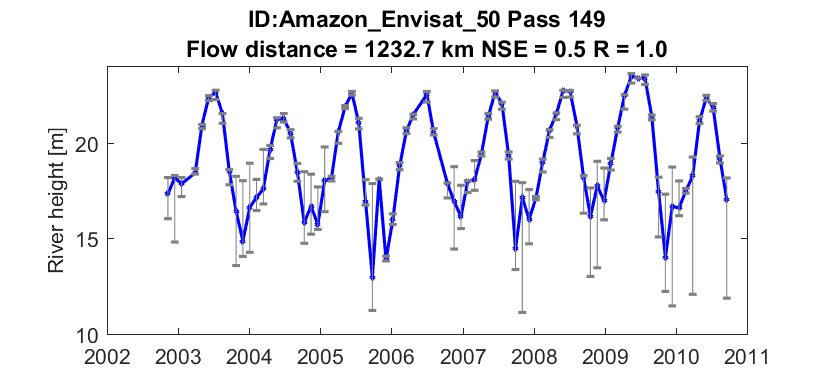 ID:Amazon_Envisat_50 Pass 149
Flow distance = 1232.7 km NSE = 0.5 R = 1.0
River height [m]
20
15
10
2002 2003 2004 2005 2006 2007 2008 2009 2010 2011